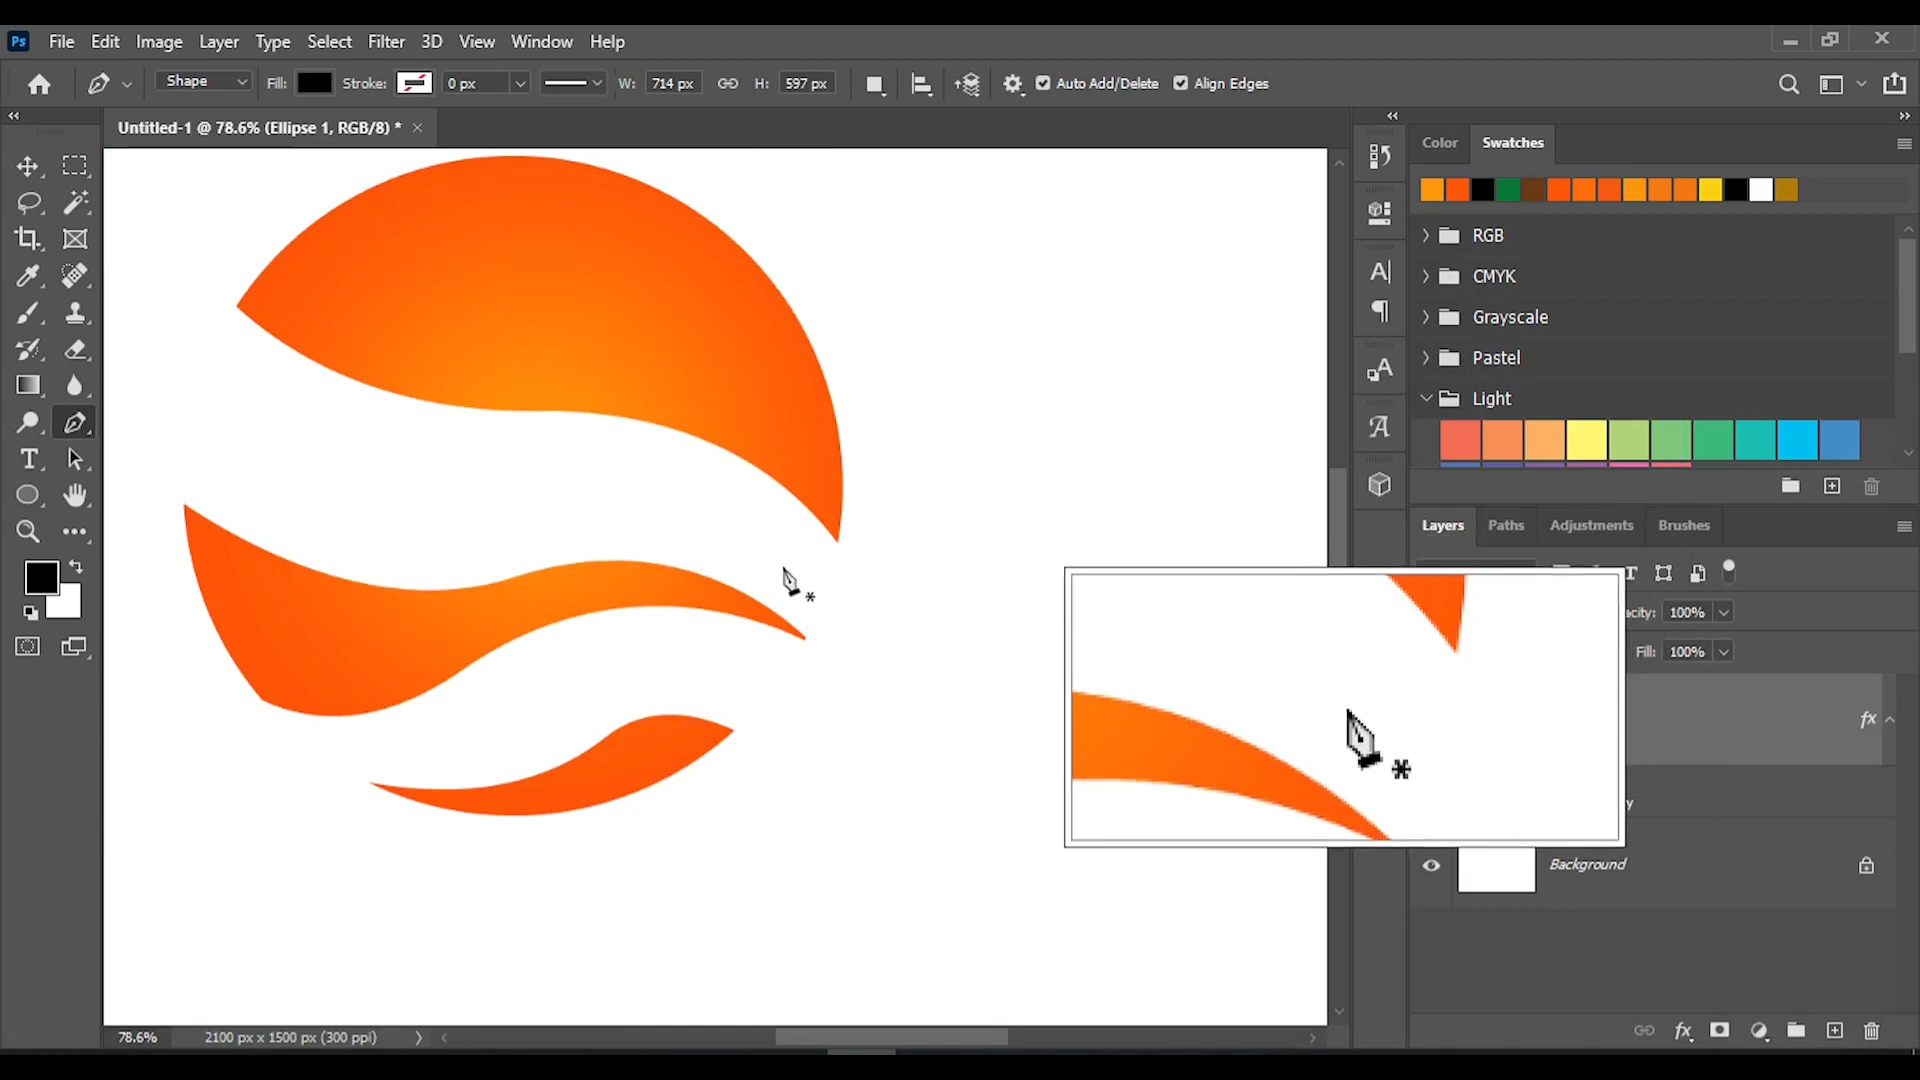 Ps File Edit Image Layer Type Select Filter 3D View Window Help
Shape Fill: Stroke: 0 px W: 714 px H: 597 px Auto Add/Delete Align Edges
Untitled-1 @ 78.6% (Ellipse 1, RGB/8) *
Color Swatches
RGB
CMYK
Grayscale
Pastel
Light
Layers Paths Adjustments Brushes
acity: 100%
Fill: 100%
fx
y
Background
78.6% 2100 px x 1500 px (300 ppi)
fx